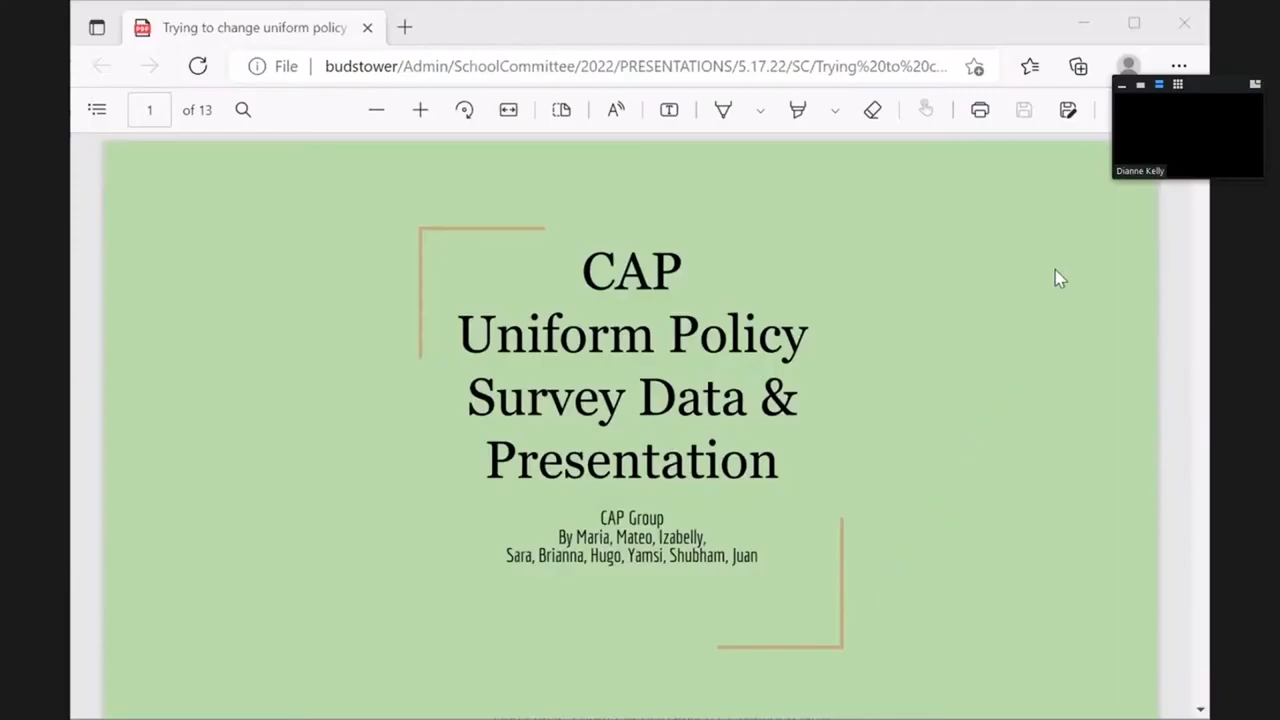 Trying to change uniform policy
File | budstower/Admin/SchoolCommittee/2022/PRESENTATIONS/5.17.22/SC/Trying%20to%20c...
1 of 13
Dianne Kelly
CAP
Uniform Policy
Survey Data &
Presentation
CAP Group
By Maria, Mateo, Izabelly,
Sara, Brianna, Hugo, Yamsi, Shubham, Juan